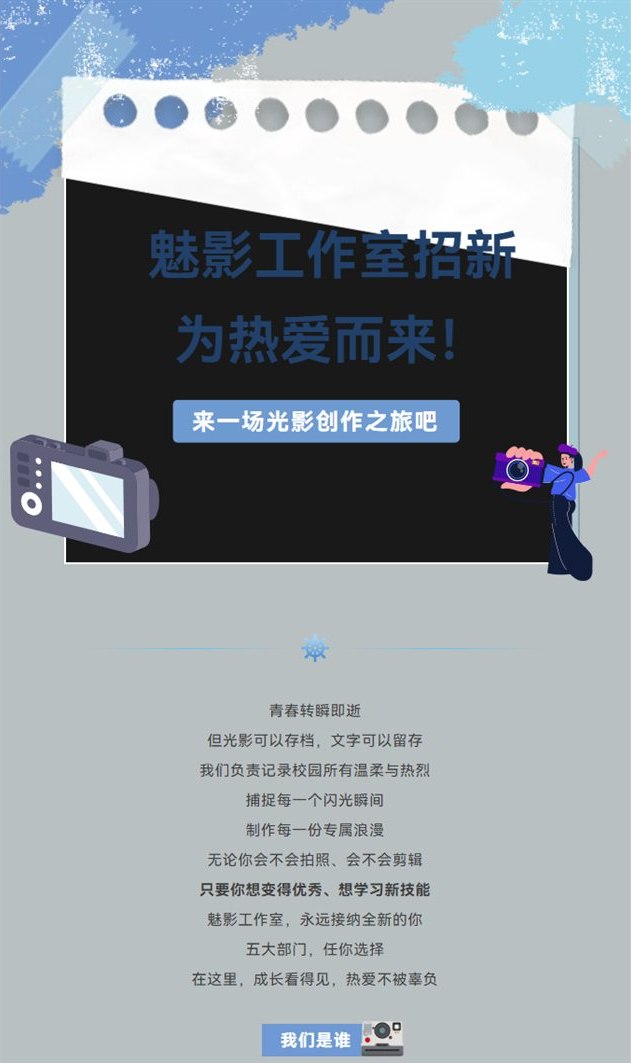 魅影工作室招新
为热爱而来!
来一场光影创作之旅吧
青春转瞬即逝
但光影可以存档，文字可以留存
我们负责记录校园所有温柔与热烈
捕捉每一个闪光瞬间
制作每一份专属浪漫
无论你会不会拍照、会不会剪辑
只要你想变得优秀、想学习新技能
魅影工作室，永远接纳全新的你
五大部门，任你选择
在这里，成长看得见，热爱不被辜负
我们是谁